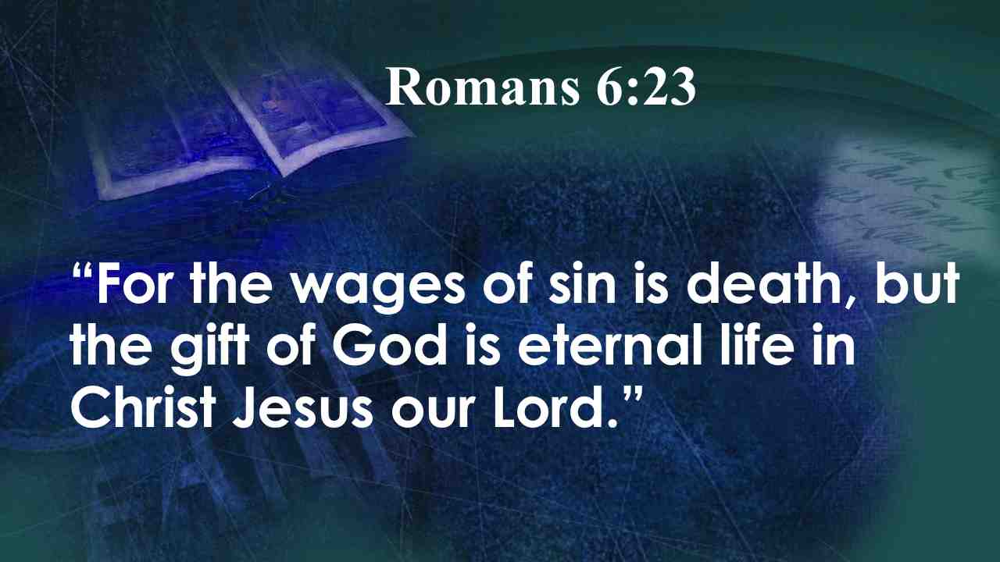 Romans 6:23
“For the wages of sin is death, but
the gift of God is eternal life in
Christ Jesus our Lord.”